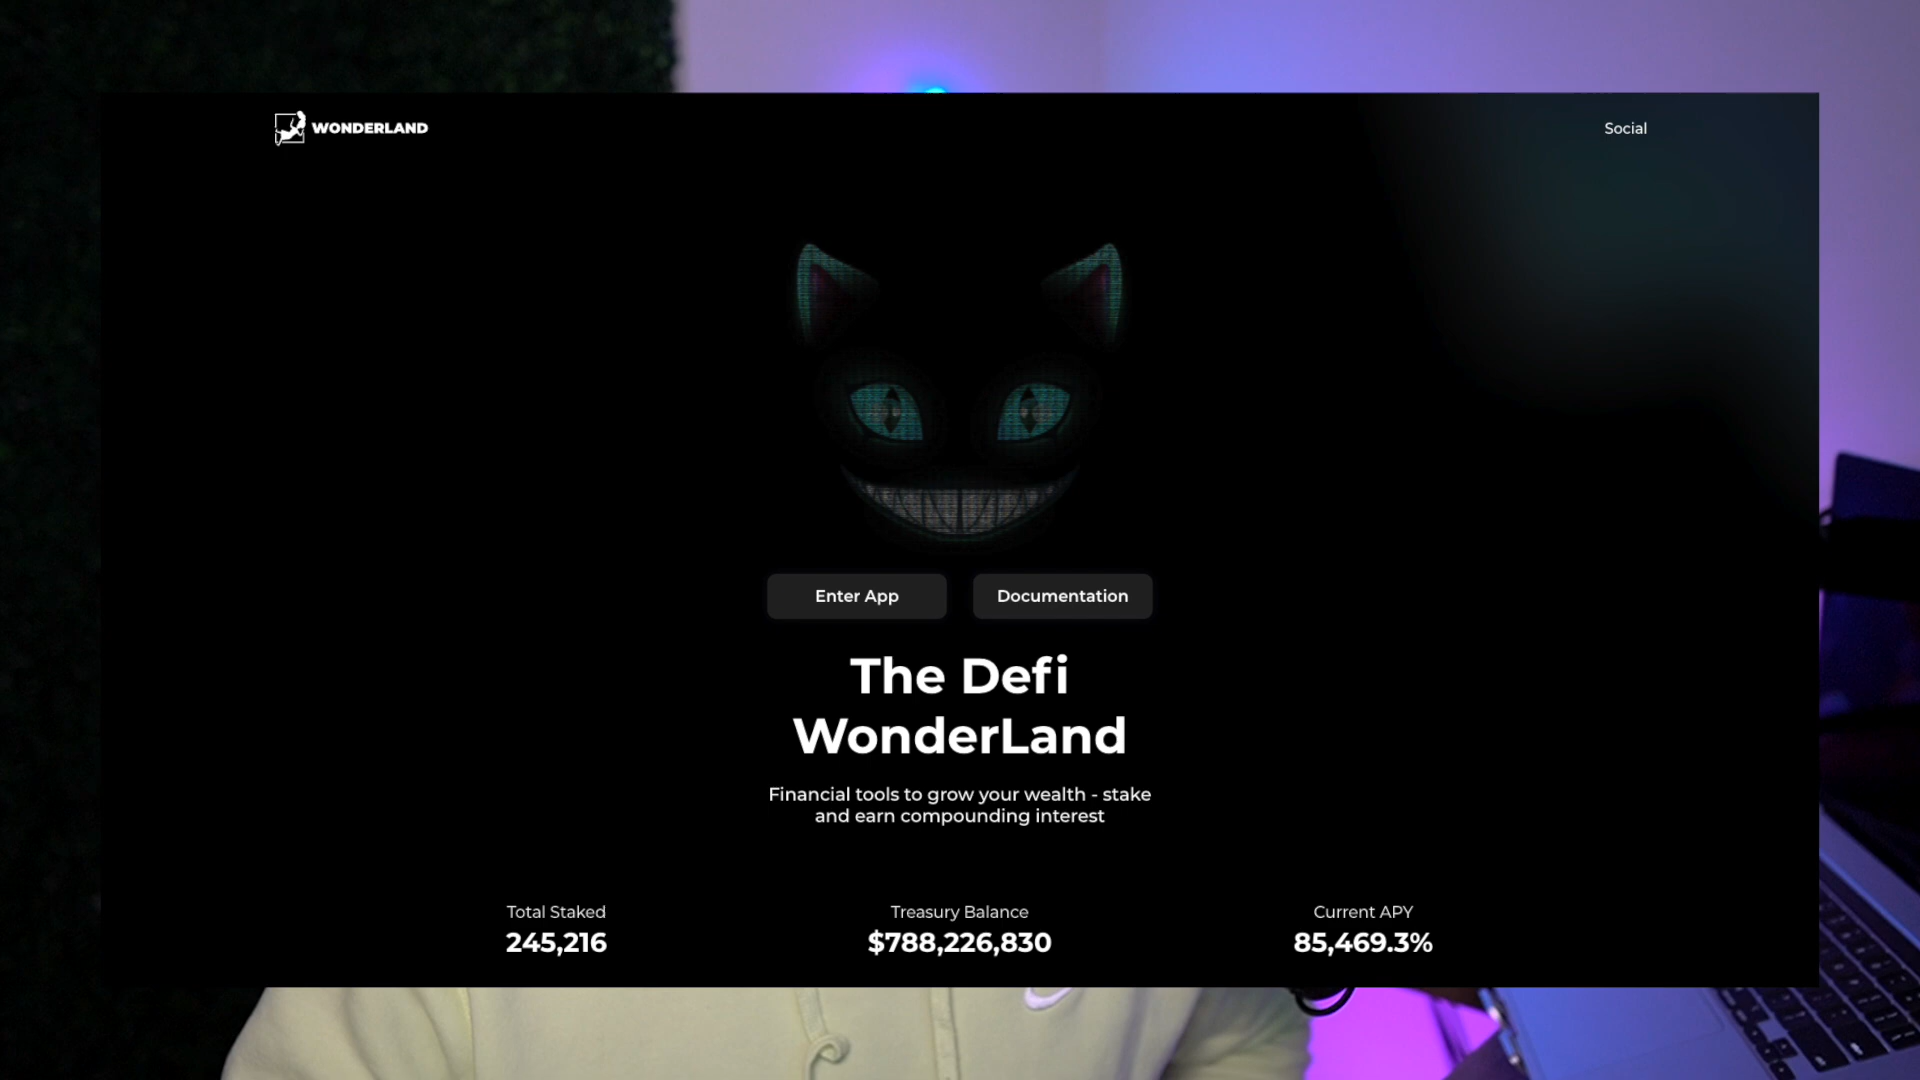 WONDERLAND
Social
Enter App
Documentation
The Defi
WonderLand
Financial tools to grow your wealth - stake
and earn compounding interest
Total Staked
245,216
Treasury Balance
$788,226,830
Current APY
85,469.3%